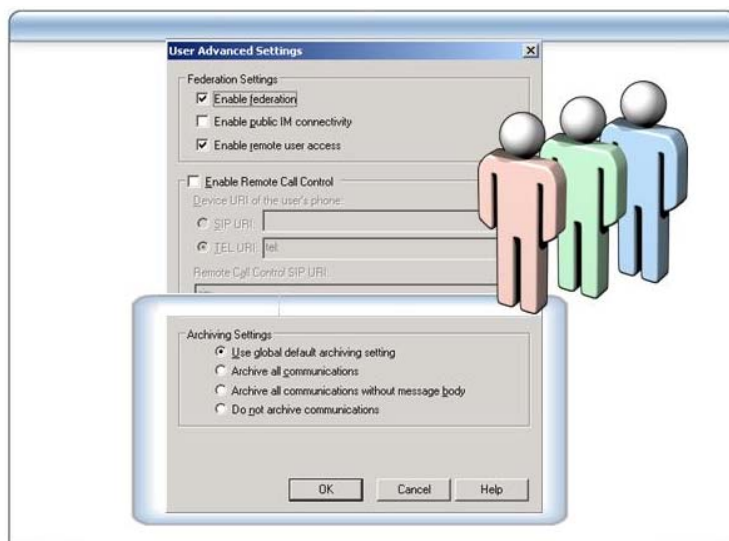 User Advanced Settings
Federation Settings
Enable federation
Enable public IM connectivity
Enable remote user access
Enable Remote Call Control
Device URI of the user's phone:
SIP URI:
TEL URI: tel:
Remote Call Control SIP URI:
Archiving Settings
Use global default archiving setting
Archive all communications
Archive all communications without message body
Do not archive communications
OK Cancel Help